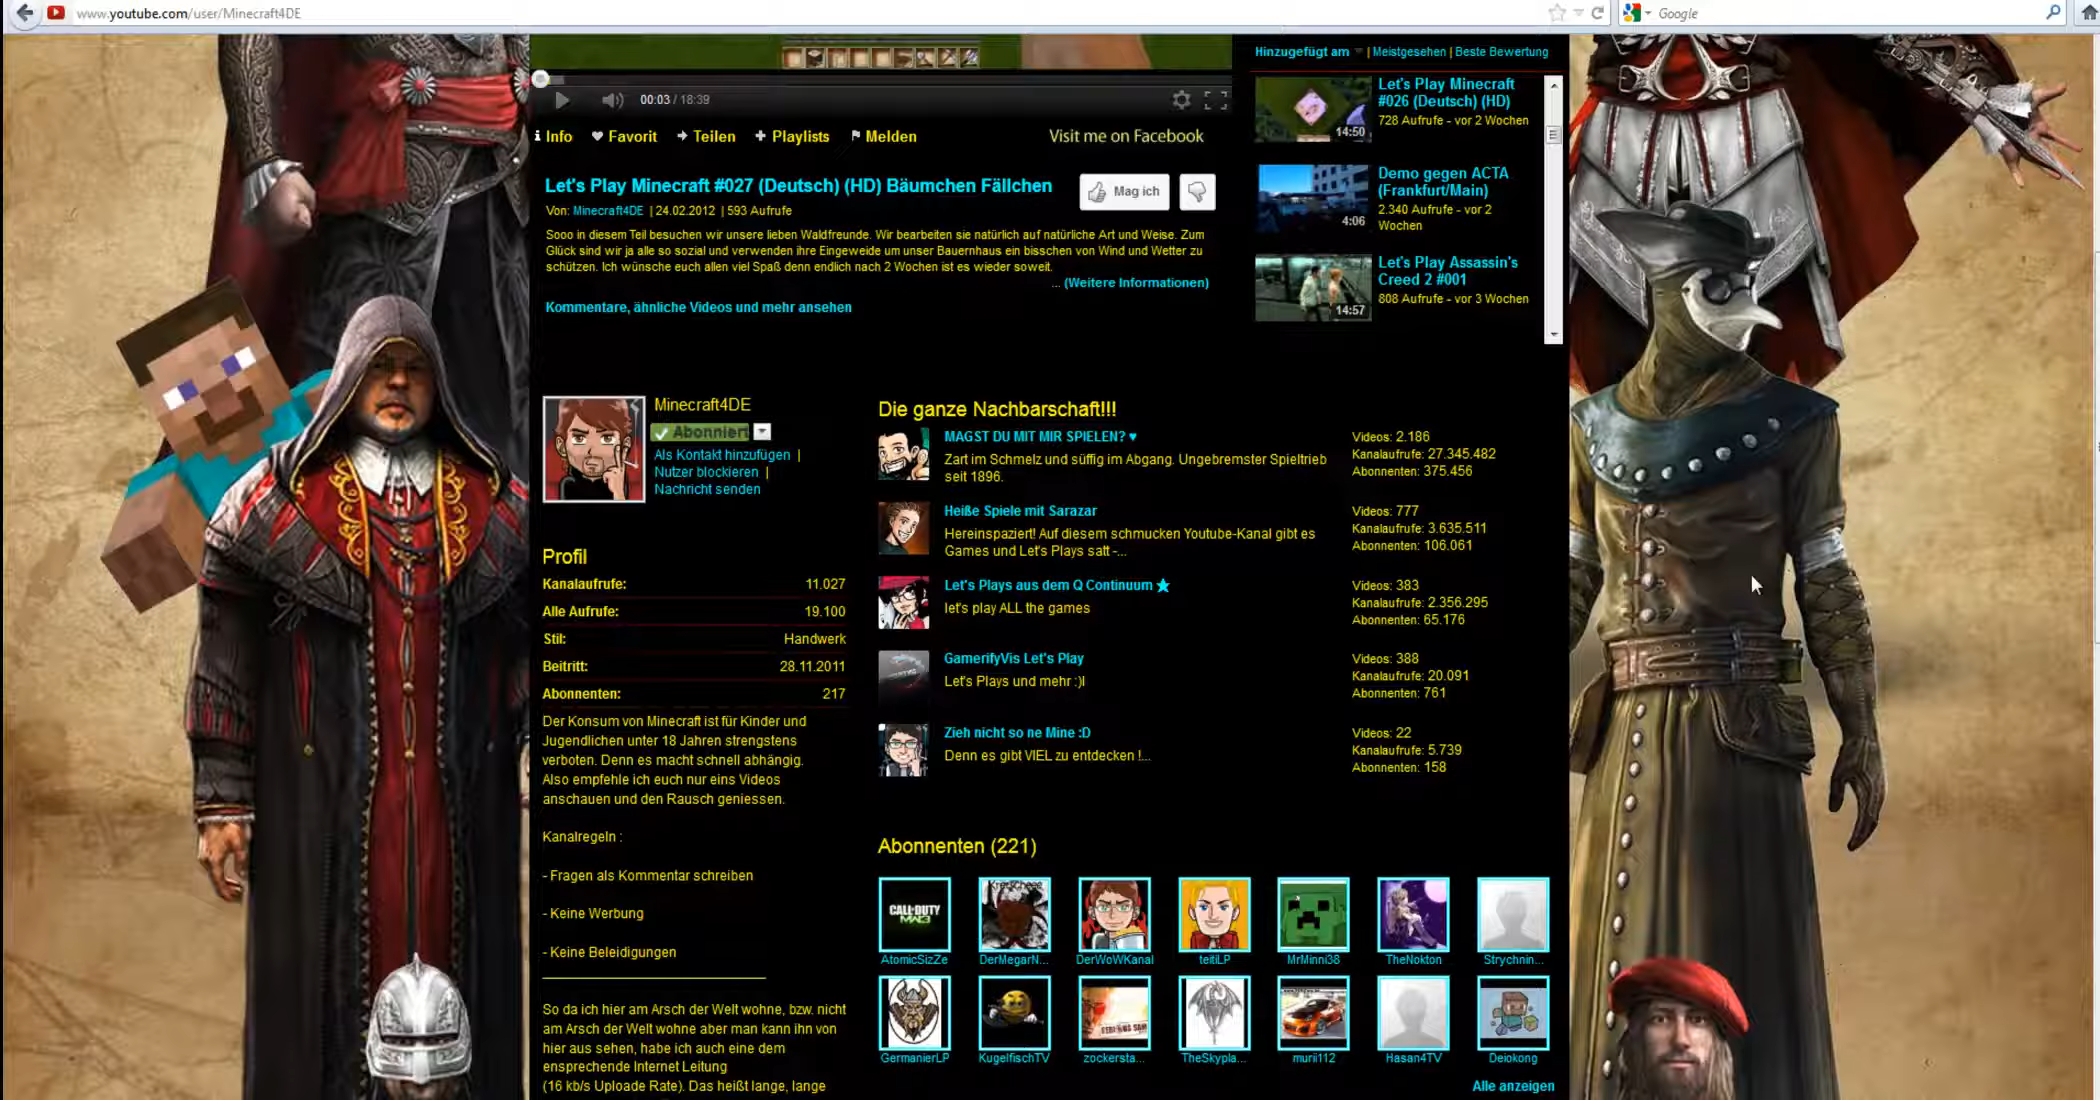 www.youtube.com/user/Minecraft4DE
Google
00:03 / 18:39
Info Favorit Teilen Playlists Melden Visit me on Facebook
Let's Play Minecraft #027 (Deutsch) (HD) Bäumchen Fällchen
Mag ich
Von: Minecraft4DE | 24.02.2012 | 593 Aufrufe
Sooo in diesem Teil besuchen wir unsere lieben Waldfreunde. Wir bearbeiten sie natürlich auf natürliche Art und Weise. Zum
Glück sind wir ja alle so sozial und verwenden ihre Eingeweide um unser Bauernhaus ein bisschen von Wind und Wetter zu
schützen. Ich wünsche euch allen viel Spaß denn endlich nach 2 Wochen ist es wieder soweit.
... (Weitere Informationen)
Kommentare, ähnliche Videos und mehr ansehen
Hinzugefügt am | Meistgesehen | Beste Bewertung
Let's Play Minecraft
#026 (Deutsch) (HD)
728 Aufrufe - vor 2 Wochen
14:50
Demo gegen ACTA
(Frankfurt/Main)
2.340 Aufrufe - vor 2
Wochen
4:06
Let's Play Assassin's
Creed 2 #001
808 Aufrufe - vor 3 Wochen
14:57
Minecraft4DE
Abonniert
Als Kontakt hinzufügen |
Nutzer blockieren |
Nachricht senden
Profil
Kanalaufrufe: 11.027
Alle Aufrufe: 19.100
Stil: Handwerk
Beitritt: 28.11.2011
Abonnenten: 217
Der Konsum von Minecraft ist für Kinder und
Jugendlichen unter 18 Jahren strengstens
verboten. Denn es macht schnell abhängig.
Also empfehle ich euch nur eins Videos
anschauen und den Rausch geniessen.
Kanalregeln :
- Fragen als Kommentar schreiben
- Keine Werbung
- Keine Beleidigungen
So da ich hier am Arsch der Welt wohne, bzw. nicht
am Arsch der Welt wohne aber man kann ihn von
hier aus sehen, habe ich auch eine dem
ensprechende Internet Leitung
(16 kb/s Uploade Rate). Das heißt lange, lange
Die ganze Nachbarschaft!!!
MAGST DU MIT MIR SPIELEN? ♥
Zart im Schmelz und süffig im Abgang. Ungebremster Spieltrieb
seit 1896.
Videos: 2.186
Kanalaufrufe: 27.345.482
Abonnenten: 375.456
Heiße Spiele mit Sarazar
Hereinspaziert! Auf diesem schmucken Youtube-Kanal gibt es
Games und Let's Plays satt -...
Videos: 777
Kanalaufrufe: 3.635.511
Abonnenten: 106.061
Let's Plays aus dem Q Continuum ★
let's play ALL the games
Videos: 383
Kanalaufrufe: 2.356.295
Abonnenten: 65.176
GamerifyVis Let's Play
Let's Plays und mehr :)l
Videos: 388
Kanalaufrufe: 20.091
Abonnenten: 761
Zieh nicht so ne Mine :D
Denn es gibt VIEL zu entdecken !...
Videos: 22
Kanalaufrufe: 5.739
Abonnenten: 158
Abonnenten (221)
CALL DUTY
MW3
AtomicSizZe DerMegarN... DerWoWKanal teitiLP MrMinni38 TheNokton Strychnin...
GermanierLP KugelfischTV zockersta... TheSkypla... murii112 Hasan4TV Deiokong
Alle anzeigen